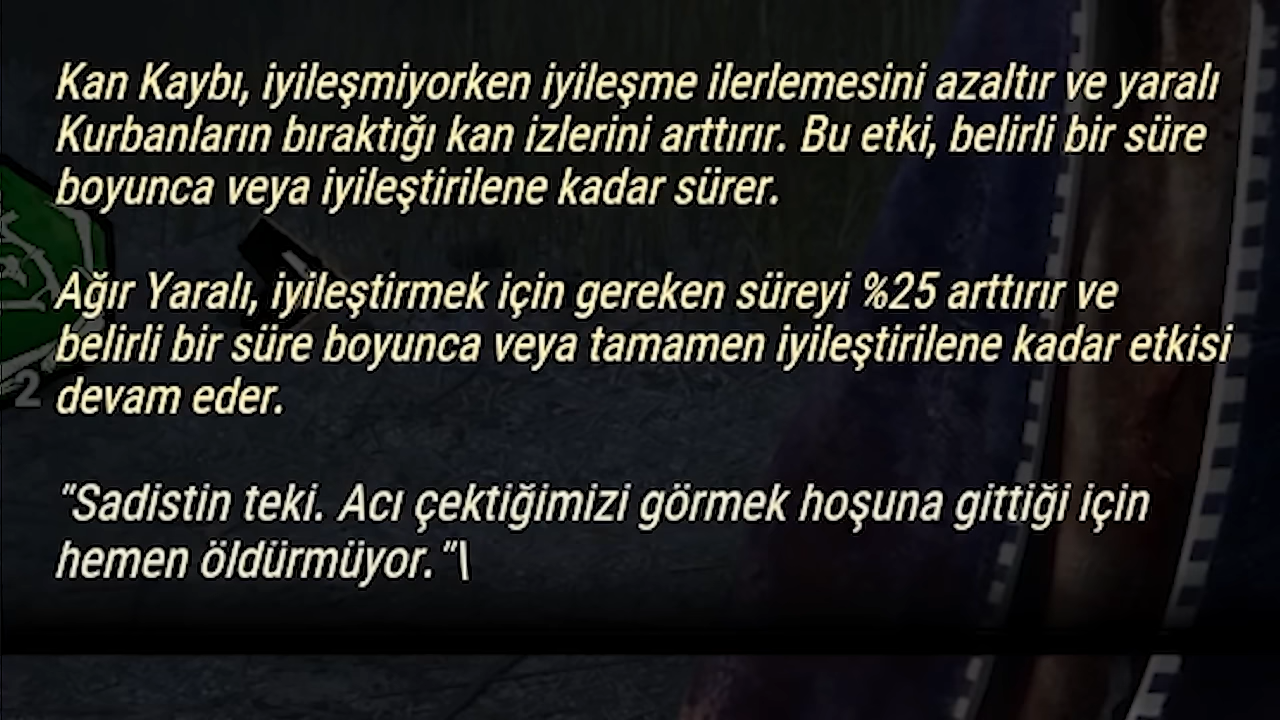 Kan Kaybı, iyileşmiyorken iyileşme ilerlemesini azaltır ve yaralı
Kurbanların bıraktığı kan izlerini arttırır. Bu etki, belirli bir süre
boyunca veya iyileştirilene kadar sürer.
Ağır Yaralı, iyileştirmek için gereken süreyi %25 arttırır ve
belirli bir süre boyunca veya tamamen iyileştirilene kadar etkisi
devam eder.
2
"Sadistin teki. Acı çektiğimizi görmek hoşuna gittiği için
hemen öldürmüyor."\